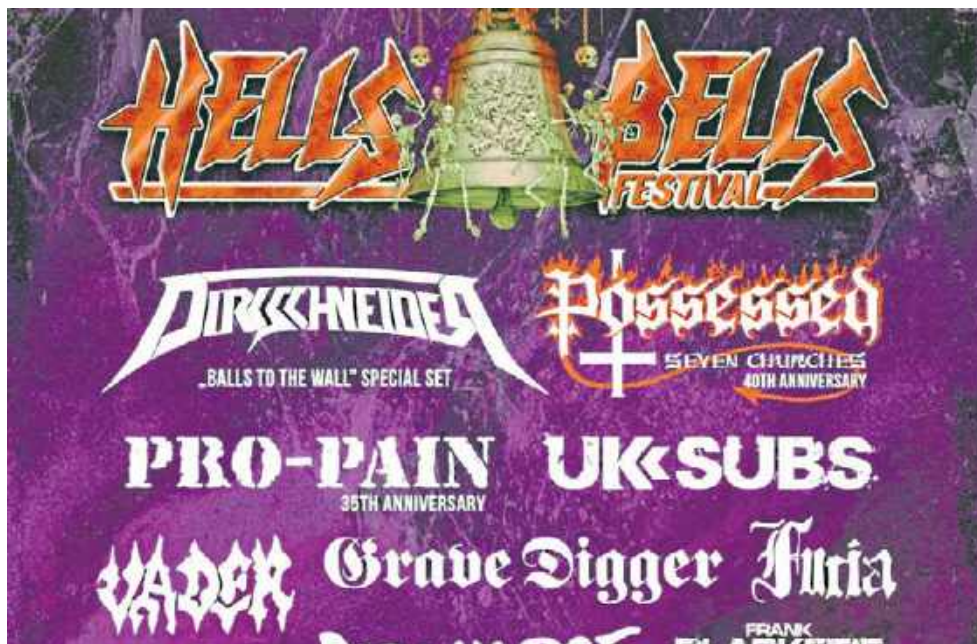 HELLS BELLS
FESTIVAL
DIRKSCHNEIDER
„BALLS TO THE WALL" SPECIAL SET
Possessed
SEVEN CHURCHES
40TH ANNIVERSARY
PRO-PAIN
35TH ANNIVERSARY
UK SUBS
VADER
Grave Digger
Furia
FRANK